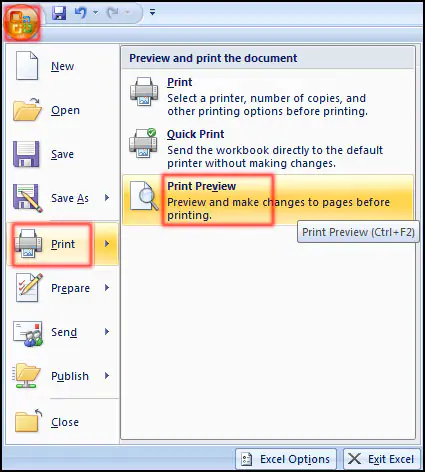 Preview and print the document
New
Open
Save
Save As
Print
Prepare
Send
Publish
Close
Print
Select a printer, number of copies, and
other printing options before printing.
Quick Print
Send the workbook directly to the default
printer without making changes.
Print Preview
Preview and make changes to pages before
printing.
Print Preview (Ctrl+F2)
Excel Options
Exit Excel